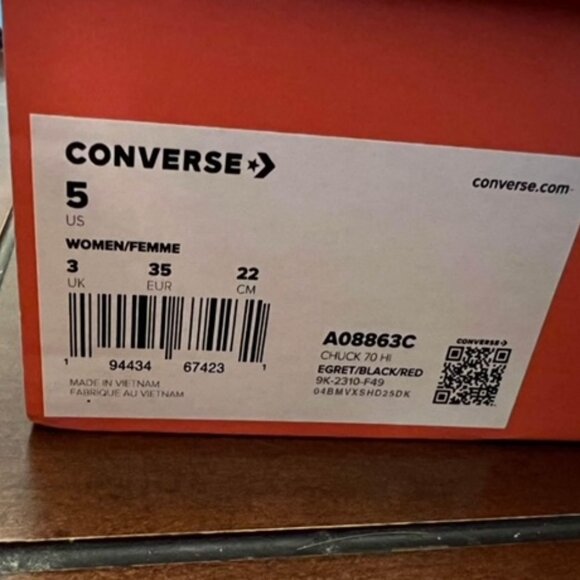 CONVERSE
converse.com
5
US
WOMEN/FEMME
3 35 22
UK EUR CM
1 94434 67423 1
MADE IN VIETNAM
FABRIQUE AU VIETNAM
A08863C
CHUCK 70 HI
EGRET/BLACK/RED
9K-2310-F49
04BMVXSHD25DK
CONVERSE